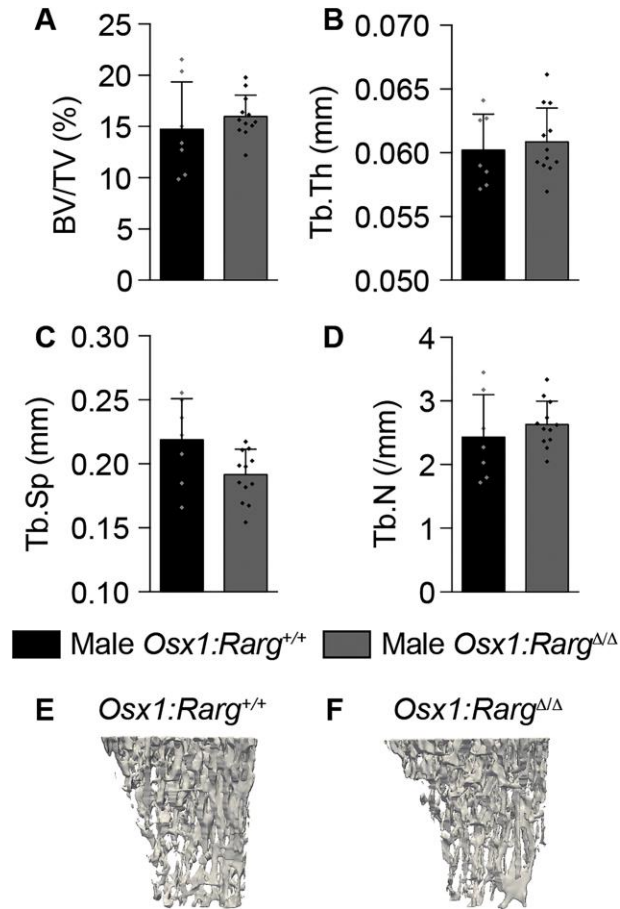 A
BV/TV (%)
25
20
15
10
5
0
B
Tb.Th (mm)
0.070
0.065
0.060
0.055
0.050
C
Tb.Sp (mm)
0.30
0.25
0.20
0.15
0.10
D
Tb.N (/mm)
4
3
2
1
0
Male Osx1:Rarg+/+ Male Osx1:RargΔ/Δ
E Osx1:Rarg+/+
F Osx1:RargΔ/Δ